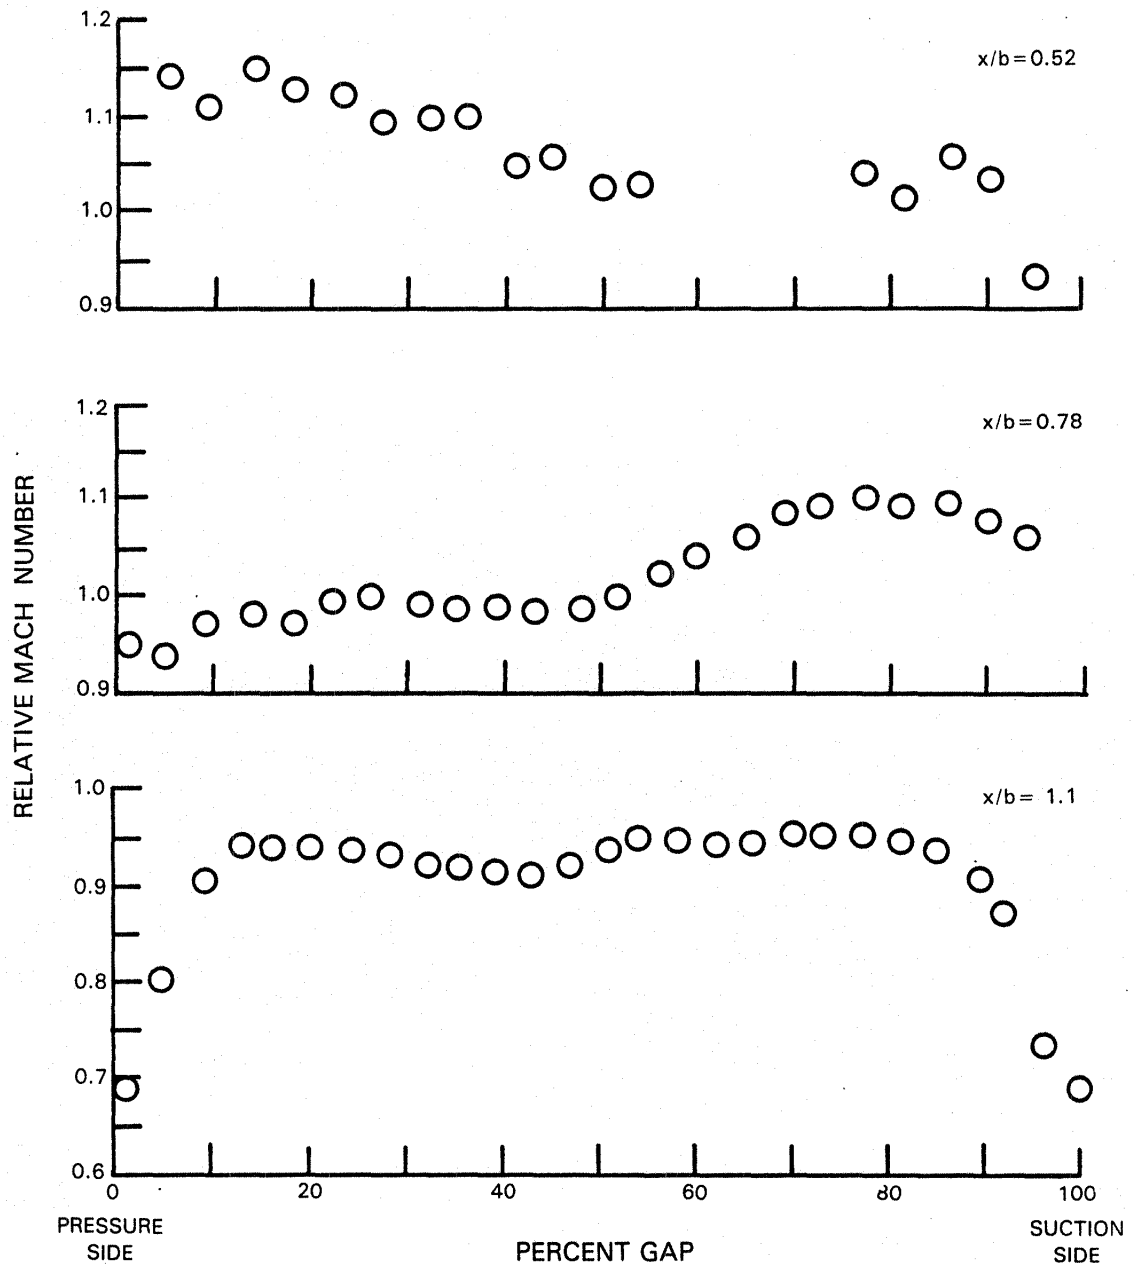 1.2
x/b=0.52
1.1
1.0
0.9
1.2
x/b=0.78
1.1
1.0
0.9
RELATIVE MACH NUMBER
1.0
x/b= 1.1
0.9
0.8
0.7
0.6
0 20 40 60 80 100
PRESSURE SIDE
PERCENT GAP
SUCTION SIDE